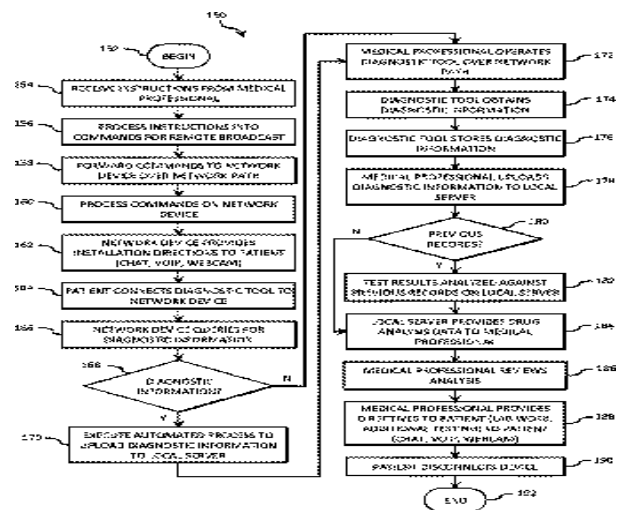 150
152
BEGIN
154
RECEIVE INSTRUCTIONS FROM MEDICAL
PROFESSIONAL
156
PROCESS INSTRUCTIONS INTO
COMMANDS FOR REMOTE BROADCAST
158
FORWARD COMMANDS TO NETWORK
DEVICE OVER NETWORK PATH
160
PROCESS COMMANDS ON NETWORK
DEVICE
162
NETWORK DEVICE PROVIDES
INSTALLATION DIRECTIONS TO PATIENT
(CHAT, VOIP, WEBCAM)
164
PATIENT CONNECTS DIAGNOSTIC TOOL TO
NETWORK DEVICE
166
NETWORK DEVICE QUERIES FOR
DIAGNOSTIC INFORMATION
168
DIAGNOSTIC
INFORMATION?
N
Y
170
EXECUTE AUTOMATED PROCESS TO
UPLOAD DIAGNOSTIC INFORMATION
TO LOCAL SERVER
MEDICAL PROFESSIONAL OPERATES
DIAGNOSTIC TOOL OVER NETWORK
PATH
172
DIAGNOSTIC TOOL OBTAINS
DIAGNOSTIC INFORMATION
174
DIAGNOSTIC TOOL STORES DIAGNOSTIC
INFORMATION
176
MEDICAL PROFESSIONAL UPLOADS
DIAGNOSTIC INFORMATION TO LOCAL
SERVER
178
180
N
PREVIOUS
RECORDS?
Y
TEST RESULTS ANALYZED AGAINST
PREVIOUS RECORDS ON LOCAL SERVER
182
LOCAL SERVER PROVIDES DRUG
ANALYSIS DATA TO MEDICAL
PROFESSIONAL
184
MEDICAL PROFESSIONAL REVIEWS
ANALYSIS
186
MEDICAL PROFESSIONAL PROVIDES
DIRECTIVES TO PATIENT (LAB WORK,
ADDITIONAL TESTING) TO PATIENT
(CHAT, VOIP, WEBCAM)
188
PATIENT DISCONNECTS DEVICE
190
END
192